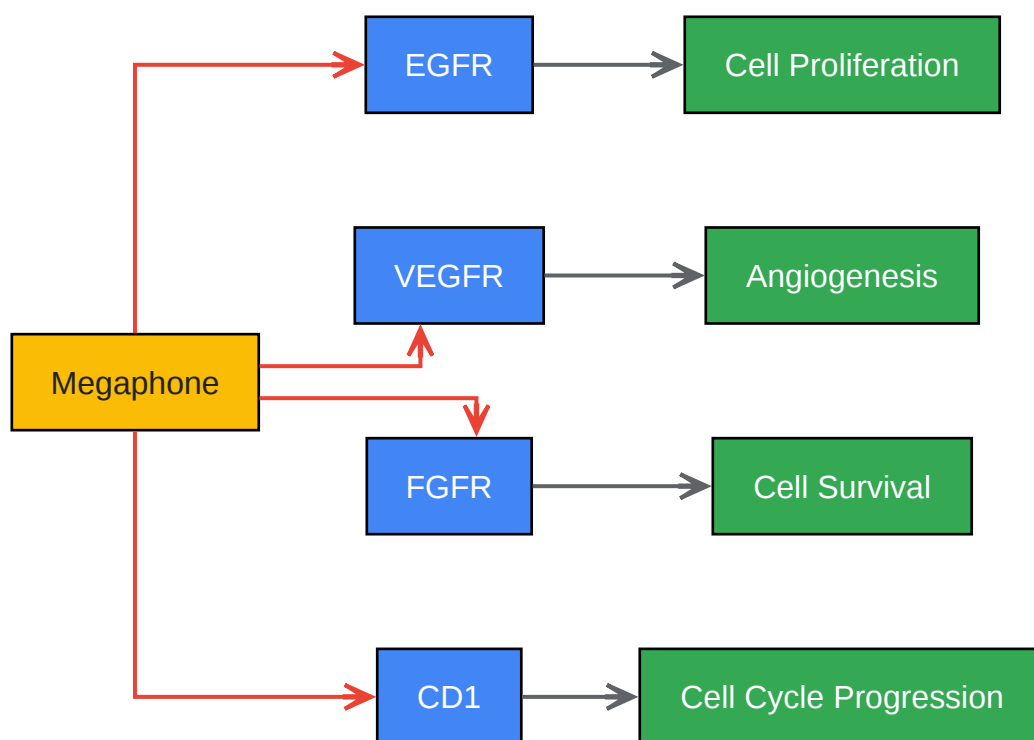 EGFR
Cell Proliferation
VEGFR
Angiogenesis
Megaphone
FGFR
Cell Survival
CD1
Cell Cycle Progression